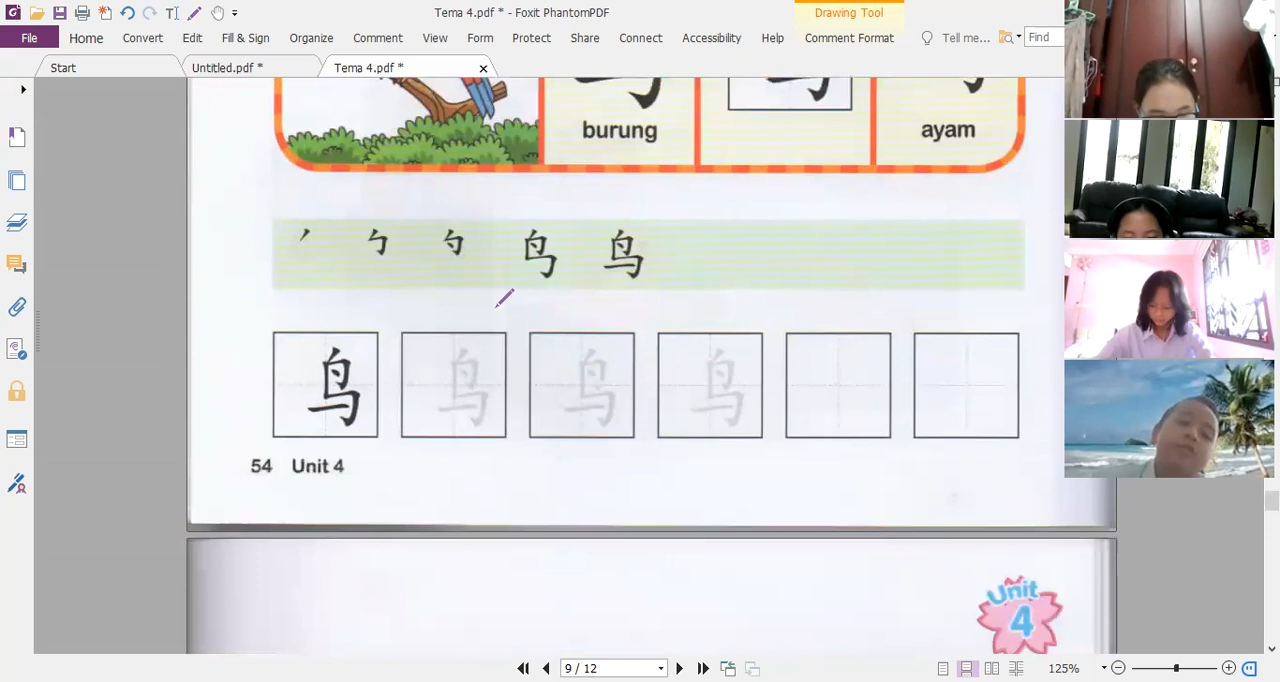 Tema 4.pdf * - Foxit PhantomPDF
Drawing Tool
File Home Convert Edit Fill & Sign Organize Comment View Form Protect Share Connect Accessibility Help Comment Format Tell me... Find
Start Untitled.pdf * Tema 4.pdf *
burung ayam
鸟 鸟
鸟 鸟 鸟 鸟
54 Unit 4
Unit
4
9 / 12
125%